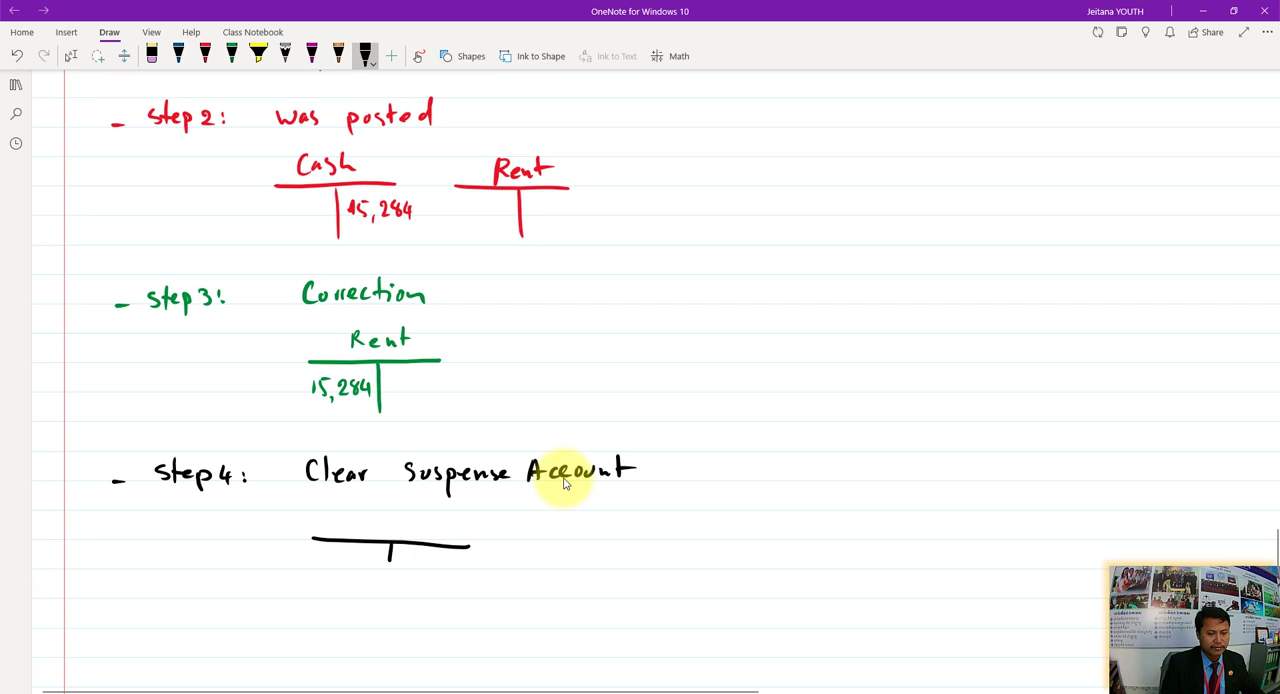 OneNote for Windows 10
Jeitana YOUTH
Home Insert Draw View Help Class Notebook
Share
Shapes Ink to Shape Ink to Text Math
- step 2: was posted
Cash Rent
15,284
- step 3: Correction
Rent
15,284
- step 4: Clear Suspense Account